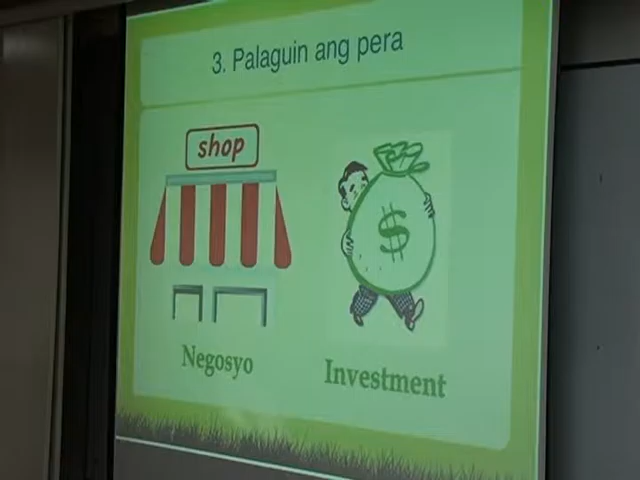 3. Palaguin ang pera
shop
$
Negosyo
Investment